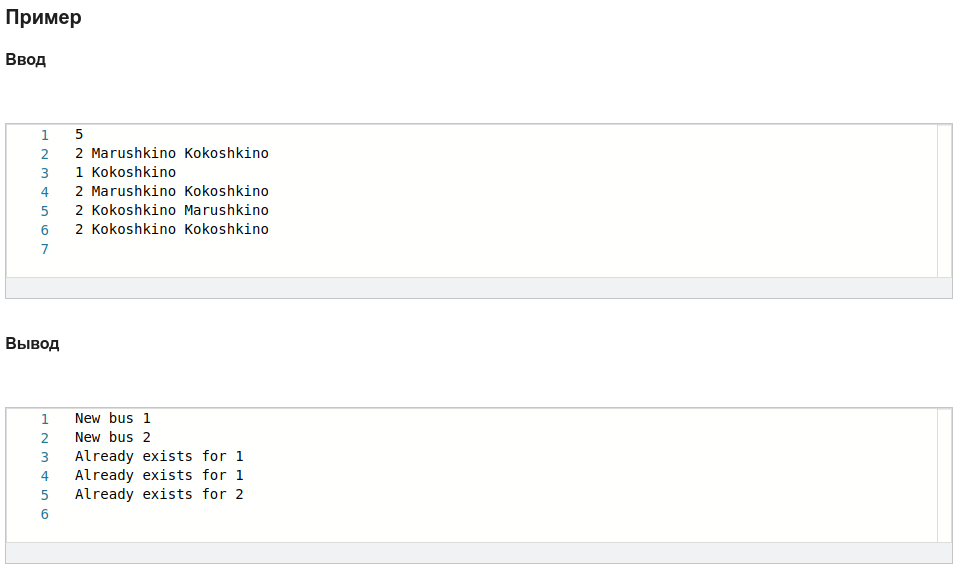 Пример
Ввод
1 5
2 2 Marushkino Kokoshkino
3 1 Kokoshkino
4 2 Marushkino Kokoshkino
5 2 Kokoshkino Marushkino
6 2 Kokoshkino Kokoshkino
7
Вывод
1 New bus 1
2 New bus 2
3 Already exists for 1
4 Already exists for 1
5 Already exists for 2
6